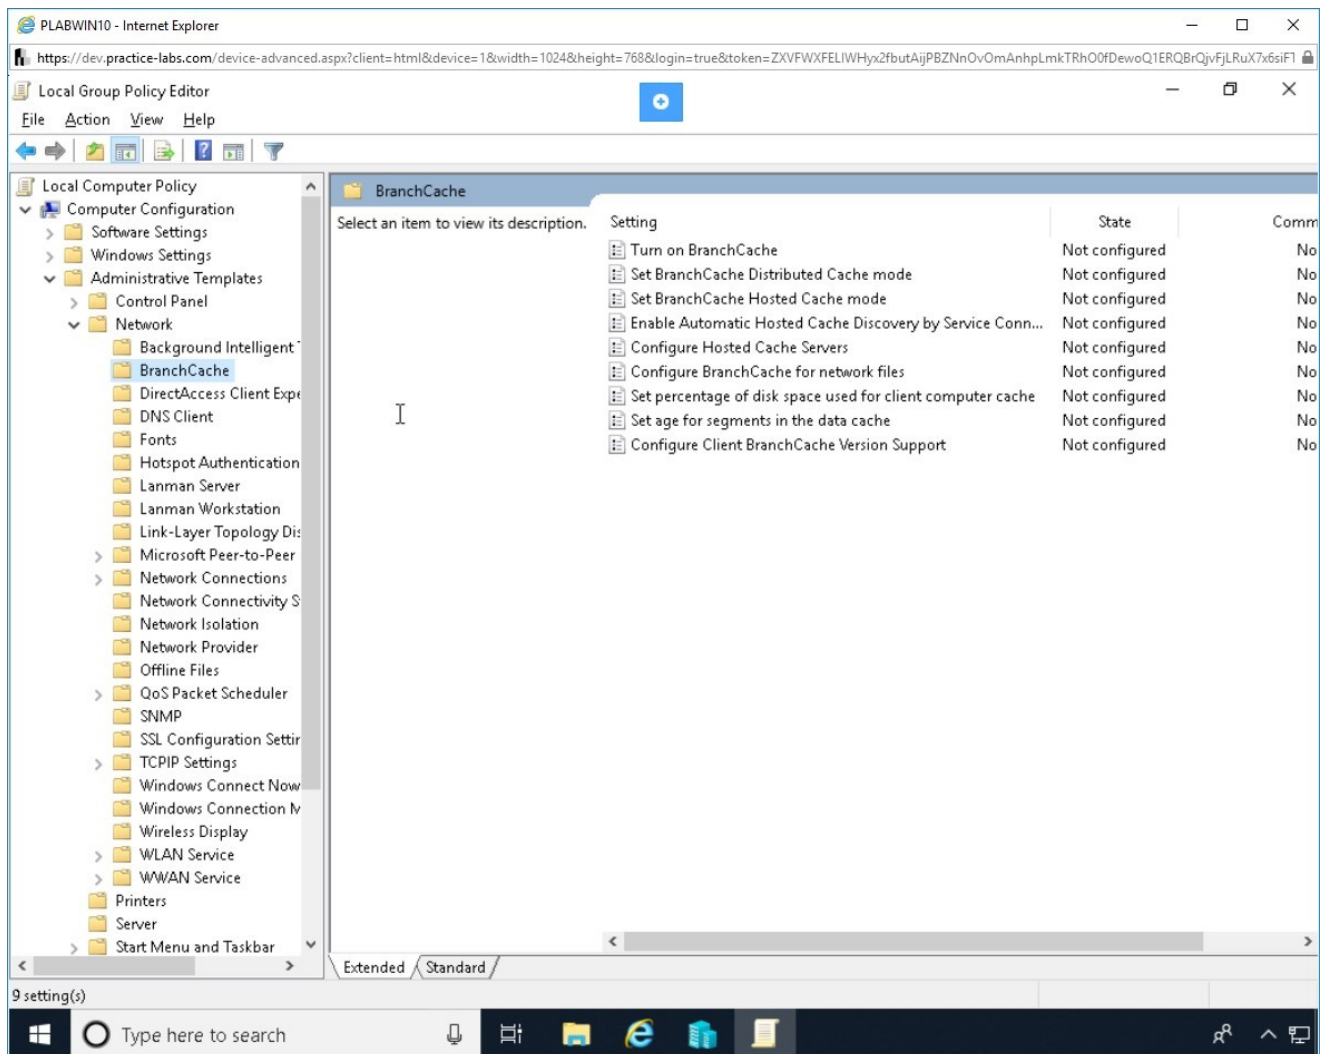 PLABWIN10 - Internet Explorer
https://dev.practice-labs.com/device-advanced.aspx?client=html&device=1&width=1024&height=768&login=true&token=ZXVFWXFELIWHyx2fbutAijPBZNnOvOmAnhpLmkTRhO0fDewoQ1ERQBrQjvFjLRuX7x6siF1
Local Group Policy Editor
File Action View Help
Local Computer Policy
Computer Configuration
Software Settings
Windows Settings
Administrative Templates
Control Panel
Network
Background Intelligent T
BranchCache
DirectAccess Client Expe
DNS Client
Fonts
Hotspot Authentication
Lanman Server
Lanman Workstation
Link-Layer Topology Dis
Microsoft Peer-to-Peer
Network Connections
Network Connectivity S
Network Isolation
Network Provider
Offline Files
QoS Packet Scheduler
SNMP
SSL Configuration Settin
TCPIP Settings
Windows Connect Now
Windows Connection M
Wireless Display
WLAN Service
WWAN Service
Printers
Server
Start Menu and Taskbar
BranchCache
Select an item to view its description.
Setting State Comm
Turn on BranchCache Not configured No
Set BranchCache Distributed Cache mode Not configured No
Set BranchCache Hosted Cache mode Not configured No
Enable Automatic Hosted Cache Discovery by Service Conn... Not configured No
Configure Hosted Cache Servers Not configured No
Configure BranchCache for network files Not configured No
Set percentage of disk space used for client computer cache Not configured No
Set age for segments in the data cache Not configured No
Configure Client BranchCache Version Support Not configured No
Extended Standard
9 setting(s)
Type here to search